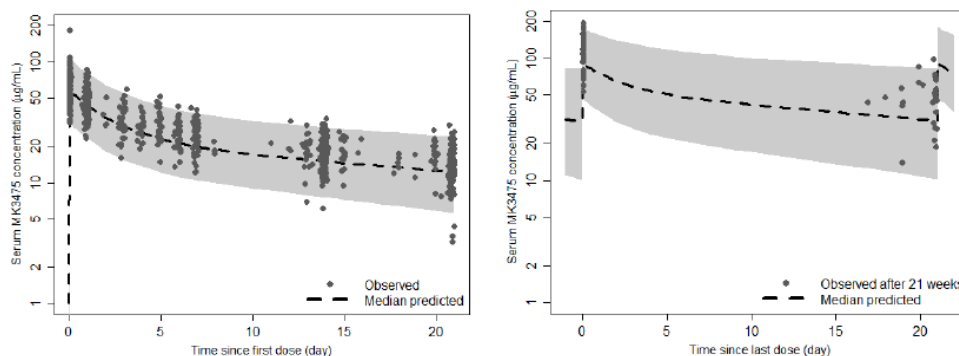 Serum MK3475 concentration (µg/mL)
200
100
50
20
10
5
2
1
Observed
Median predicted
0 5 10 15 20
Time since first dose (day)
Serum MK3475 concentration (µg/mL)
200
100
50
20
10
5
2
1
Observed after 21 weeks
Median predicted
0 5 10 15 20
Time since last dose (day)